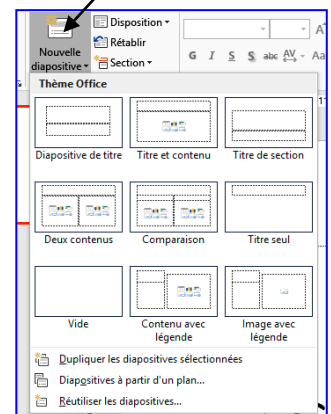 Disposition
Rétablir
Nouvelle
diapositive
Section
G I S S abc AV Aa
Thème Office
Diapositive de titre
Titre et contenu
Titre de section
Deux contenus
Comparaison
Titre seul
Vide
Contenu avec
légende
Image avec
légende
Dupliquer les diapositives sélectionnées
Diapositives à partir d'un plan...
Réutiliser les diapositives...